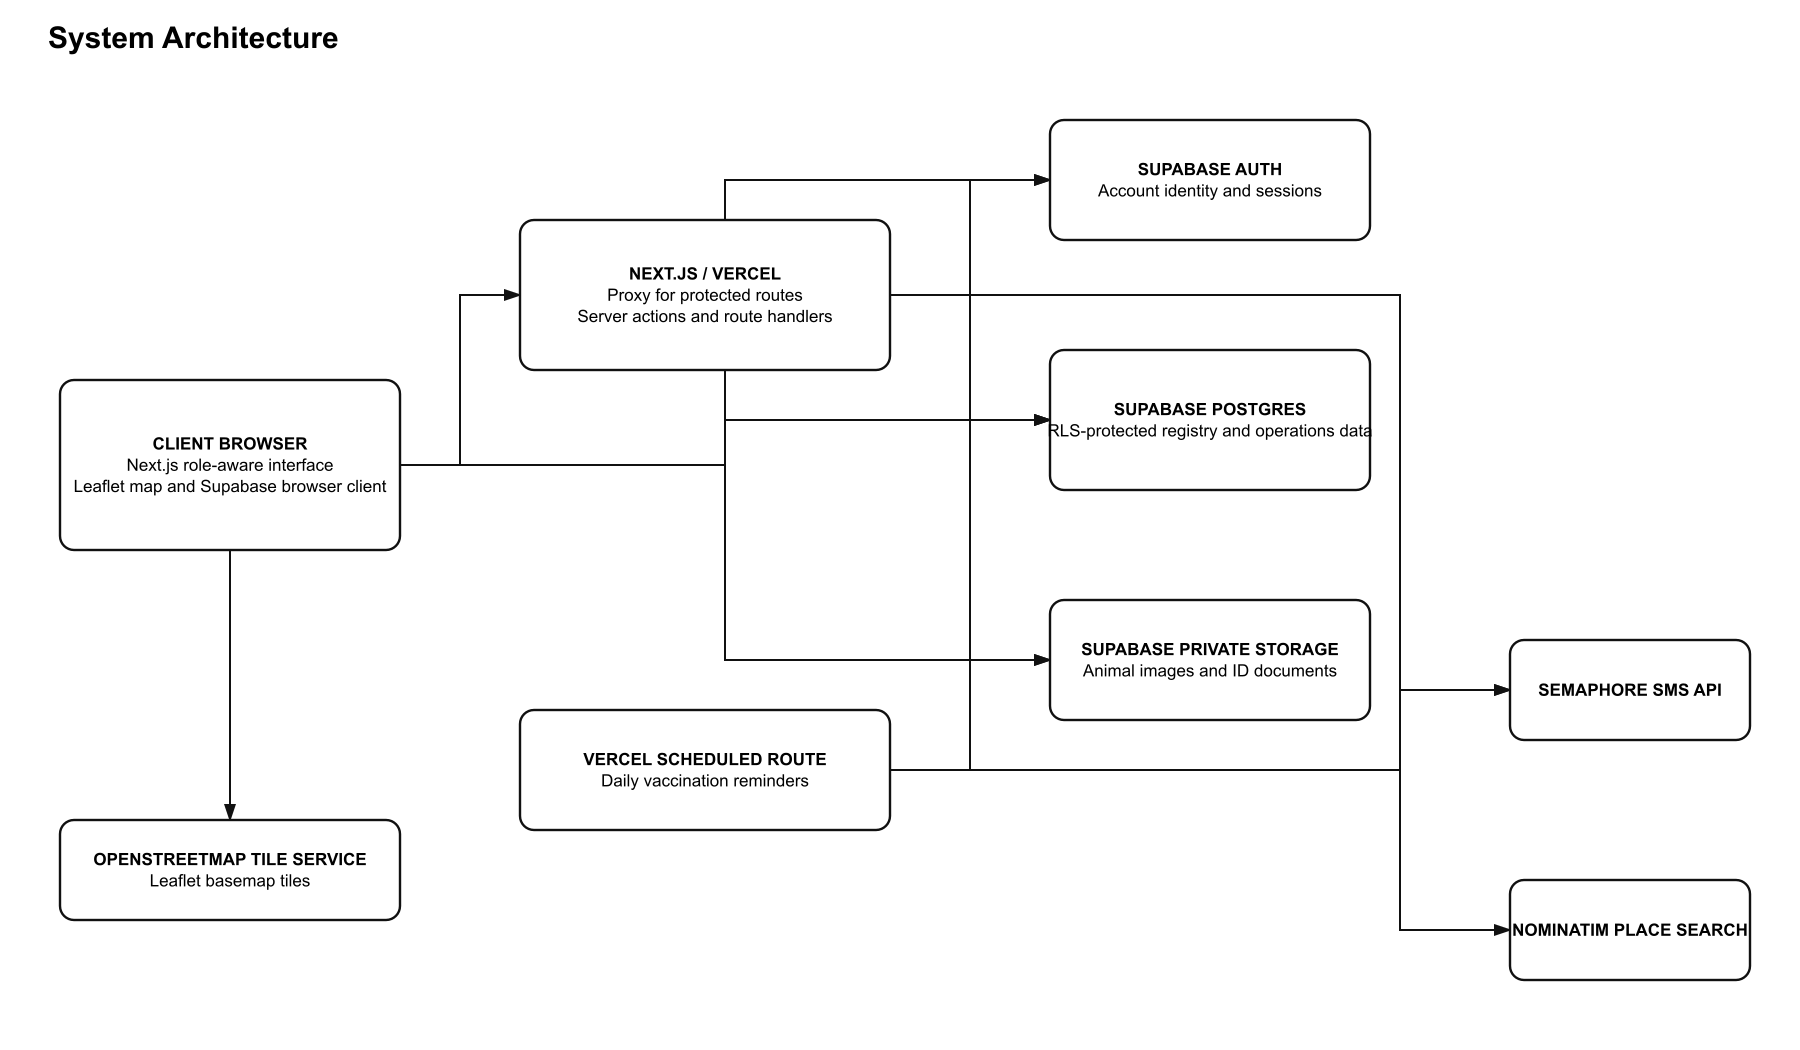 System Architecture
SUPABASE AUTH
Account identity and sessions
NEXT.JS / VERCEL
Proxy for protected routes
Server actions and route handlers
SUPABASE POSTGRES
RLS-protected registry and operations data
CLIENT BROWSER
Next.js role-aware interface
Leaflet map and Supabase browser client
SUPABASE PRIVATE STORAGE
Animal images and ID documents
SEMAPHORE SMS API
VERCEL SCHEDULED ROUTE
Daily vaccination reminders
OPENSTREETMAP TILE SERVICE
Leaflet basemap tiles
NOMINATIM PLACE SEARCH